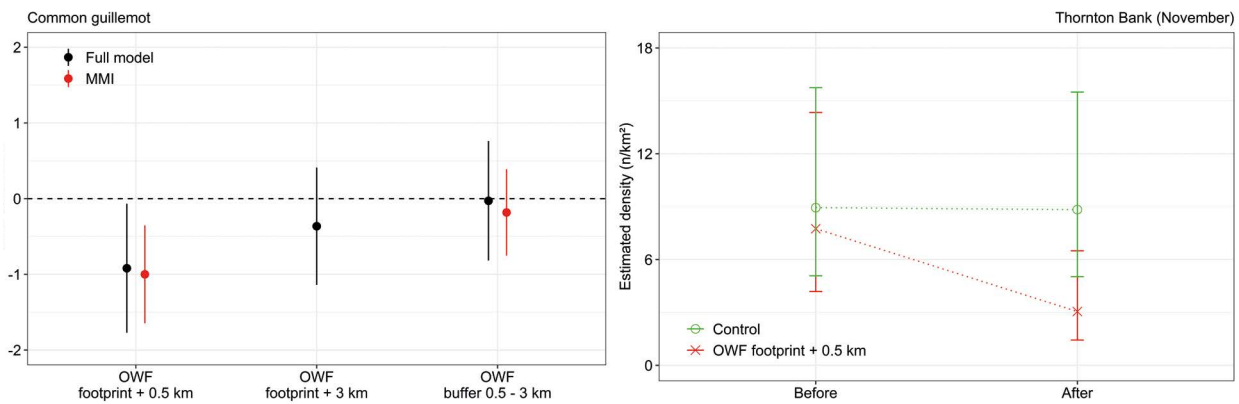 Common guillemot
2
1
0
-1
-2
Full model
MMI
OWF
footprint + 0.5 km
OWF
footprint + 3 km
OWF
buffer 0.5 - 3 km
Thornton Bank (November)
Estimated density (n/km²)
18
12
6
0
Control
OWF footprint + 0.5 km
Before
After